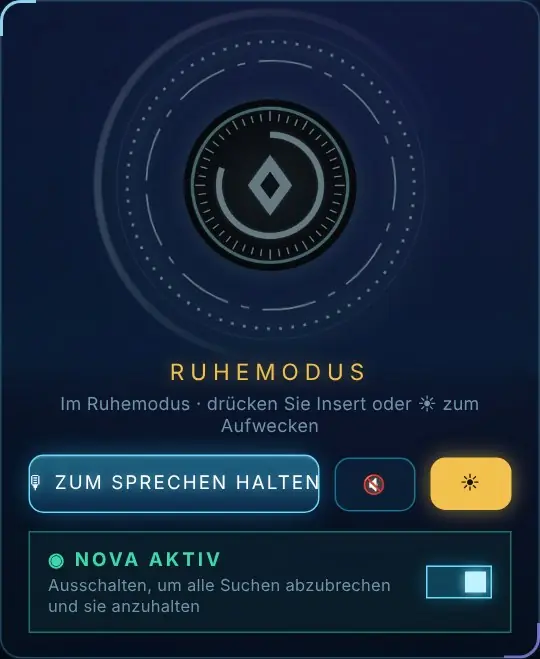 RUHEMODUS
Im Ruhemodus · drücken Sie Insert oder ☀ zum
Aufwecken
🎙 ZUM SPRECHEN HALTEN
🔇
☀
◉ NOVA AKTIV
Ausschalten, um alle Suchen abzubrechen
und sie anzuhalten